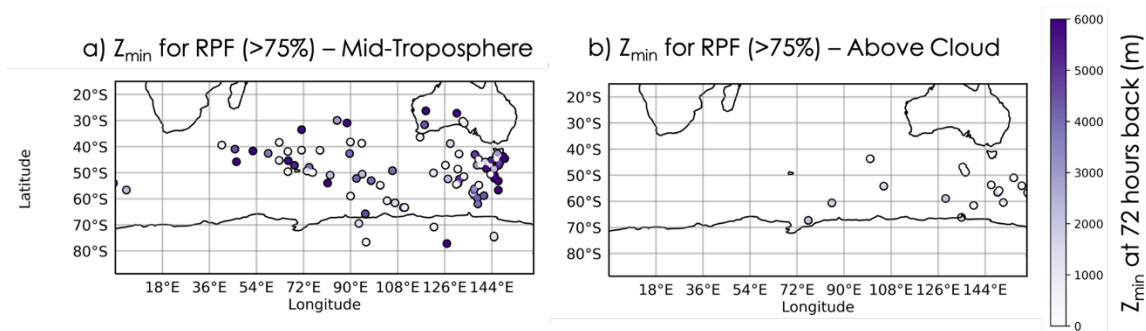 a) Zmin for RPF (>75%) – Mid-Troposphere
20°S
30°S
40°S
50°S
60°S
70°S
80°S
Latitude
18°E 36°E 54°E 72°E 90°E 108°E 126°E 144°E
Longitude
b) Zmin for RPF (>75%) – Above Cloud
20°S
30°S
40°S
50°S
60°S
70°S
80°S
18°E 36°E 54°E 72°E 90°E 108°E 126°E 144°E
Longitude
6000
5000
4000
3000
2000
1000
0
Zmin at 72 hours back (m)